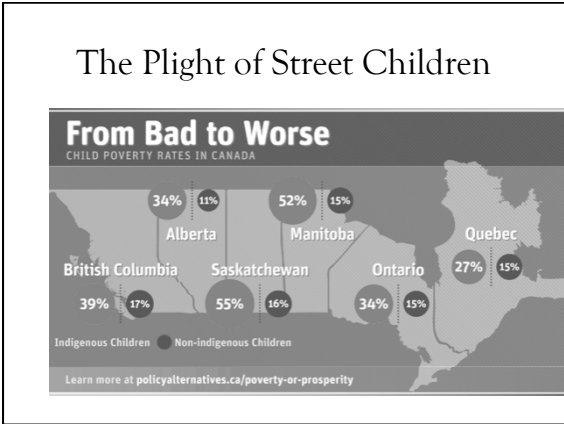 The Plight of Street Children
From Bad to Worse
CHILD POVERTY RATES IN CANADA
34% 11%
Alberta
52% 15%
Manitoba
Quebec
27% 15%
British Columbia
39% 17%
Saskatchewan
55% 16%
Ontario
34% 15%
Indigenous Children Non-indigenous Children
Learn more at policyalternatives.ca/poverty-or-prosperity